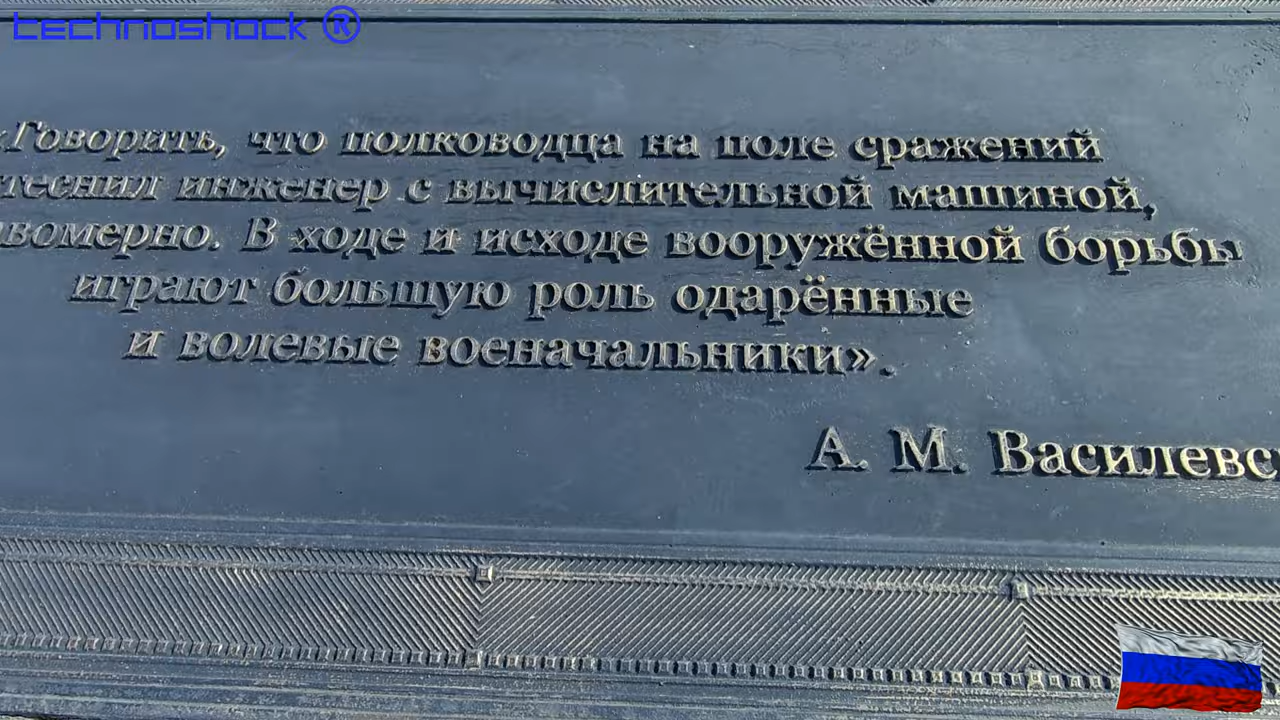 technoshock ®
«Говорить, что полководца на поле сражений
теснил инженер с вычислительной машиной,
вомерно. В ходе и исходе вооружённой борьбы
играют большую роль одарённые
и волевые военачальники».
А. М. Василевс